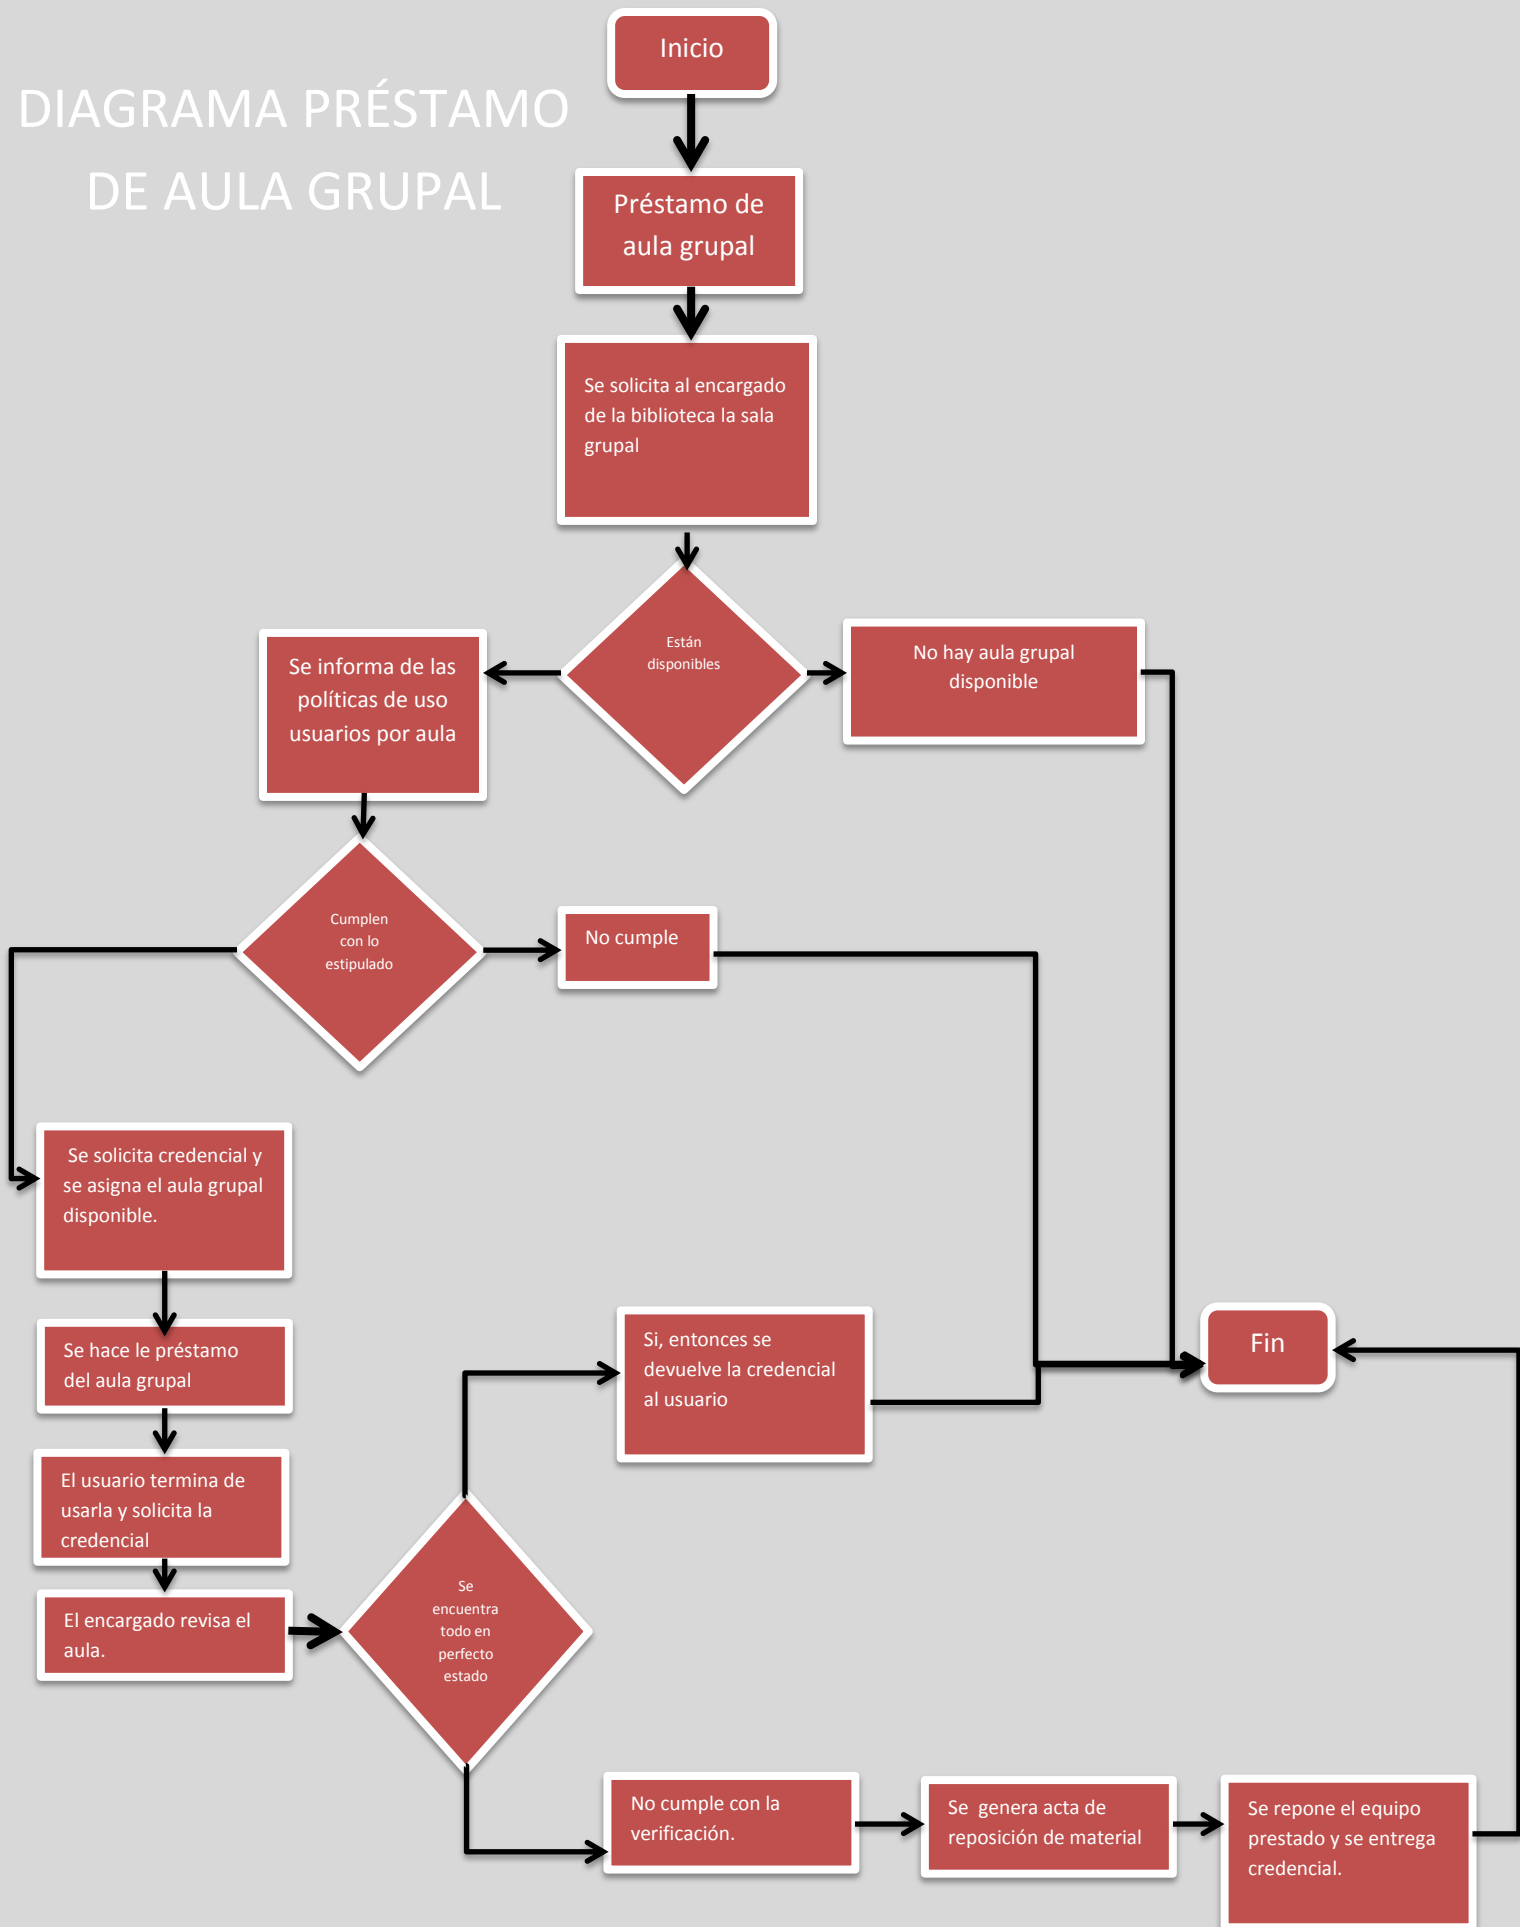 Inicio
DIAGRAMA PRÉSTAMO
DE AULA GRUPAL
Préstamo de
aula grupal
Se solicita al encargado
de la biblioteca la sala
grupal
Están
disponibles
No hay aula grupal
disponible
Se informa de las
políticas de uso
usuarios por aula
Cumplen
con lo
estipulado
No cumple
Se solicita credencial y
se asigna el aula grupal
disponible.
Se hace le préstamo
del aula grupal
El usuario termina de
usarla y solicita la
credencial
El encargado revisa el
aula.
Se
encuentra
todo en
perfecto
estado
Si, entonces se
devuelve la credencial
al usuario
Fin
No cumple con la
verificación.
Se  genera acta de
reposición de material
Se repone el equipo
prestado y se entrega
credencial.